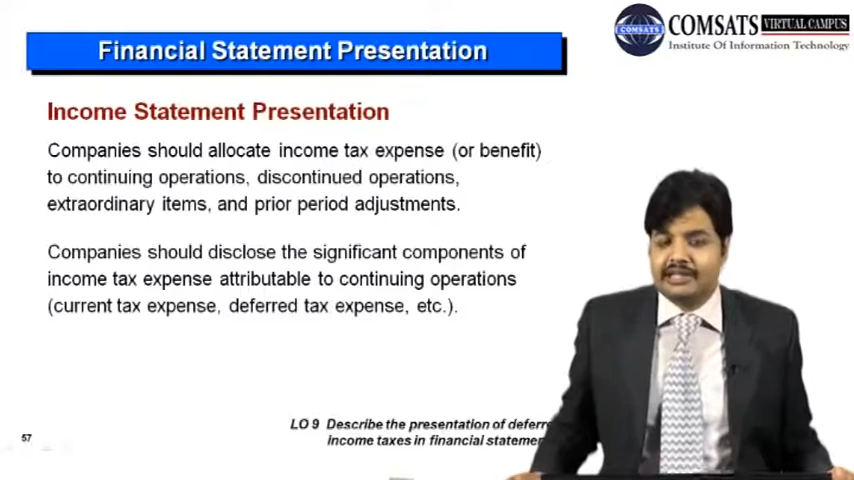 COMSATS VIRTUAL CAMPUS
Institute Of Information Technology
COMSATS
Financial Statement Presentation
Income Statement Presentation
Companies should allocate income tax expense (or benefit)
to continuing operations, discontinued operations,
extraordinary items, and prior period adjustments.
Companies should disclose the significant components of
income tax expense attributable to continuing operations
(current tax expense, deferred tax expense, etc.).
LO 9 Describe the presentation of
income taxes in financial
57